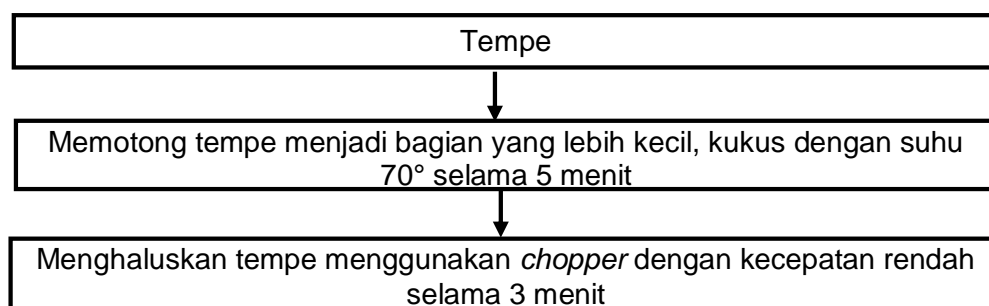 Tempe
Memotong tempe menjadi bagian yang lebih kecil, kukus dengan suhu
70° selama 5 menit
Menghaluskan tempe menggunakan chopper dengan kecepatan rendah
selama 3 menit